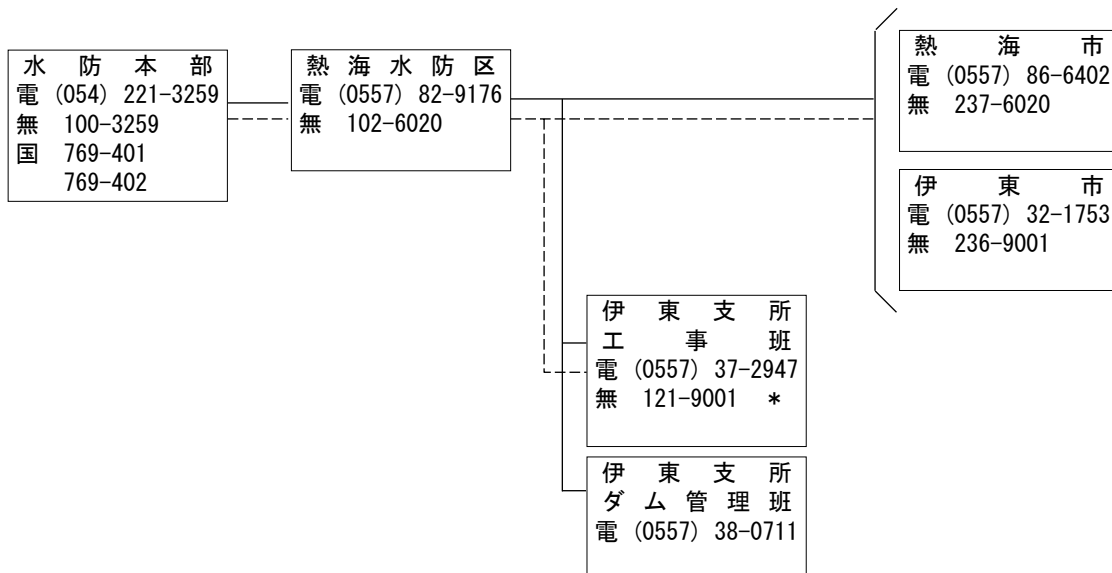 水防本部
電 (054) 221-3259
無 100-3259
国 769-401
769-402
熱海水防区
電 (0557) 82-9176
無 102-6020
熱海市
電 (0557) 86-6402
無 237-6020
伊東市
電 (0557) 32-1753
無 236-9001
伊東支所
工事班
電 (0557) 37-2947
無 121-9001 *
伊東支所
ダム管理班
電 (0557) 38-0711